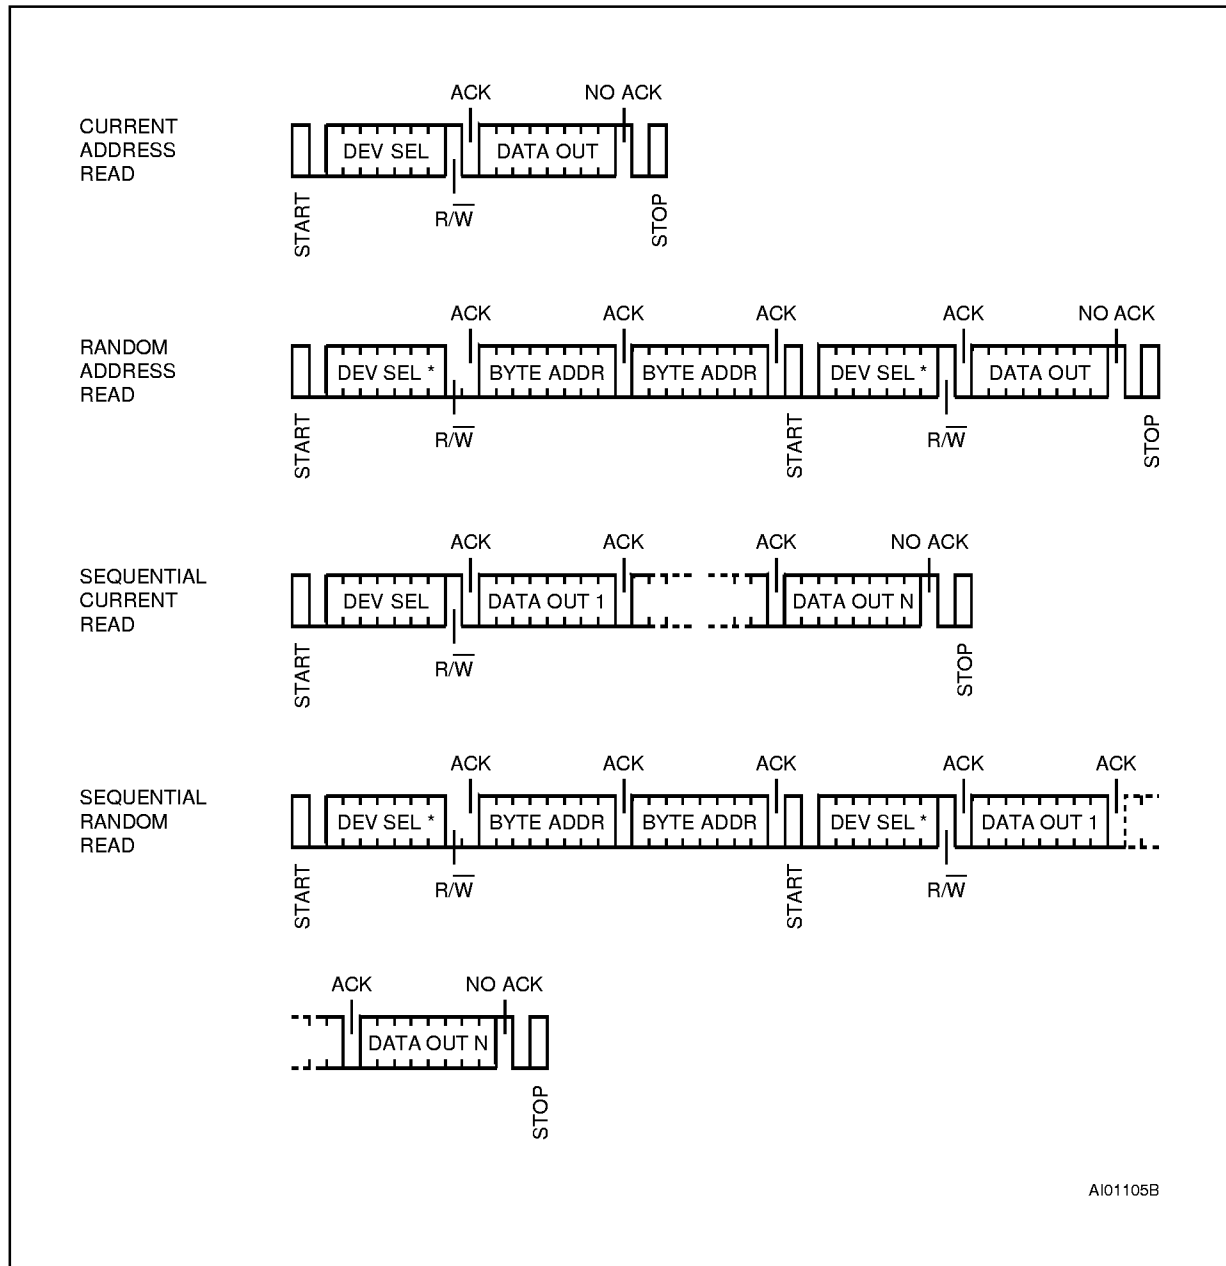 ACK NO ACK
CURRENT
ADDRESS
READ
DEV SEL DATA OUT
START R/W̅ STOP
ACK ACK ACK ACK NO ACK
RANDOM
ADDRESS
READ
DEV SEL * BYTE ADDR BYTE ADDR DEV SEL * DATA OUT
START R/W̅ START R/W̅ STOP
ACK ACK ACK NO ACK
SEQUENTIAL
CURRENT
READ
DEV SEL DATA OUT 1 DATA OUT N
START R/W̅ STOP
ACK ACK ACK ACK ACK
SEQUENTIAL
RANDOM
READ
DEV SEL * BYTE ADDR BYTE ADDR DEV SEL * DATA OUT 1
START R/W̅ START R/W̅
ACK NO ACK
DATA OUT N
STOP
AI01105B